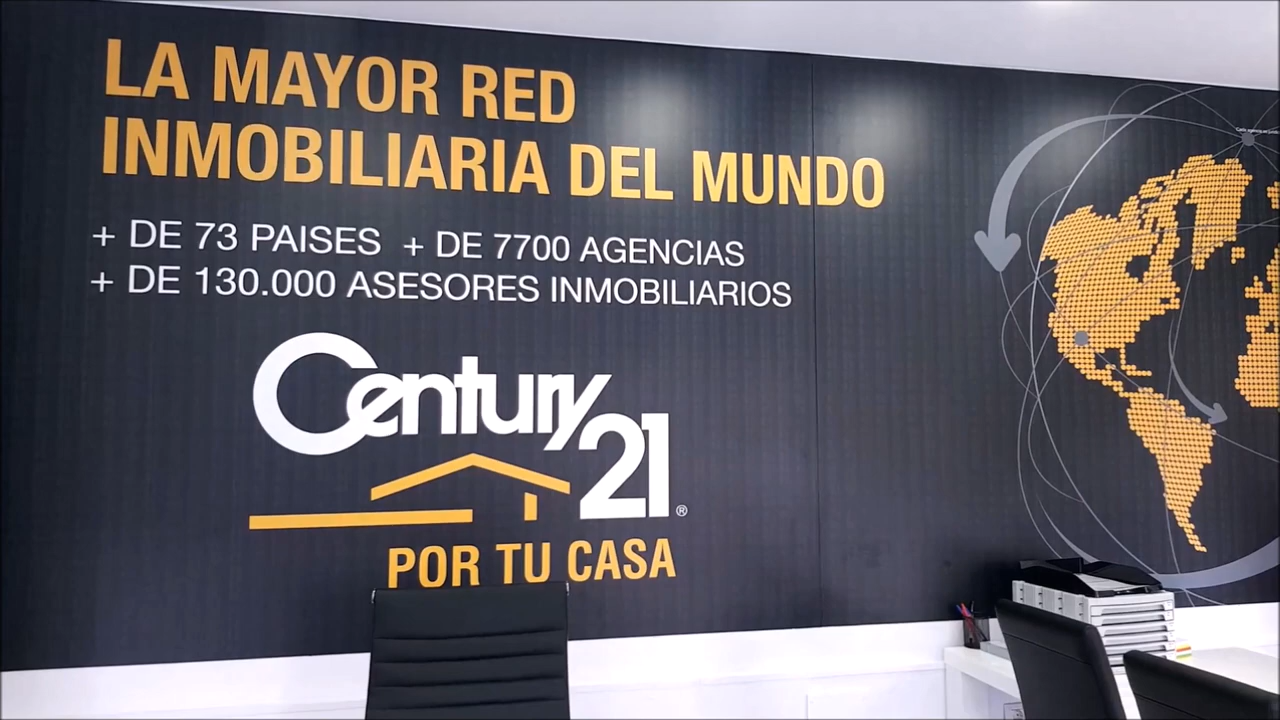 LA MAYOR RED
INMOBILIARIA DEL MUNDO
+ DE 73 PAISES + DE 7700 AGENCIAS
+ DE 130.000 ASESORES INMOBILIARIOS
Century
21®
POR TU CASA